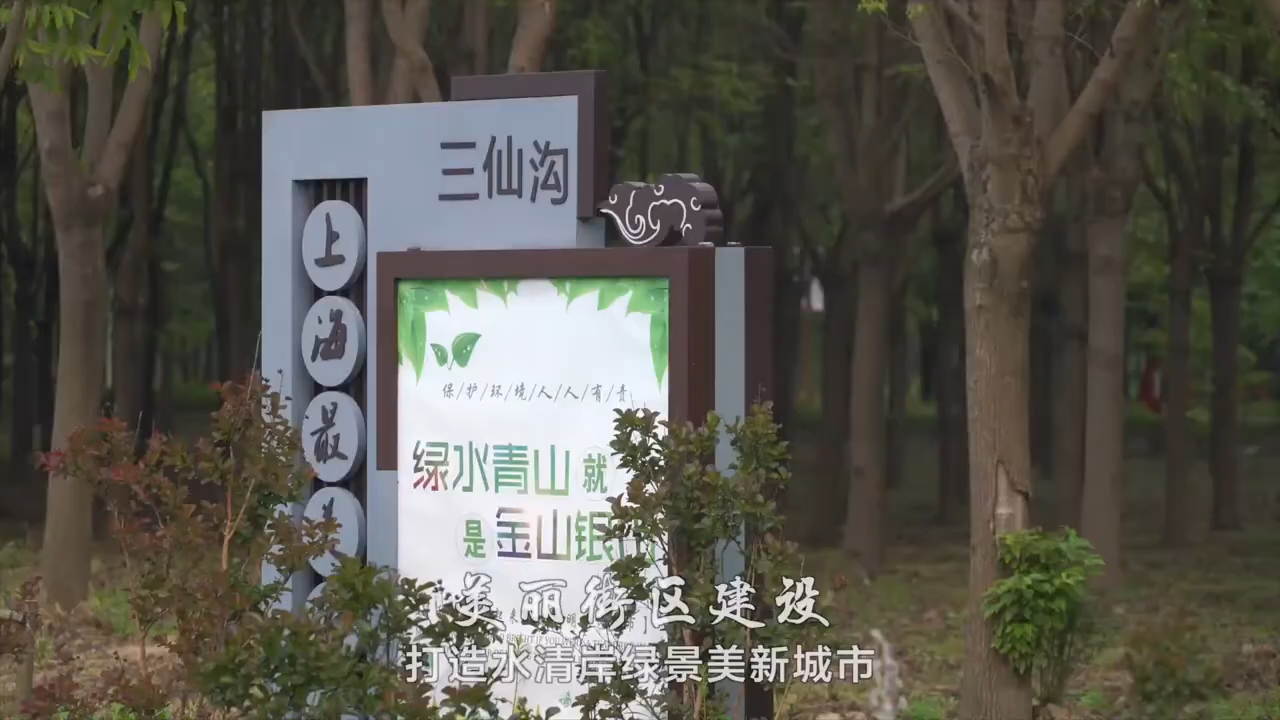 三仙沟
上海最美
保/护/环/境/人/人/有/责
绿水青山就
是金山银
美丽街区建设
打造水清岸绿景美新城市